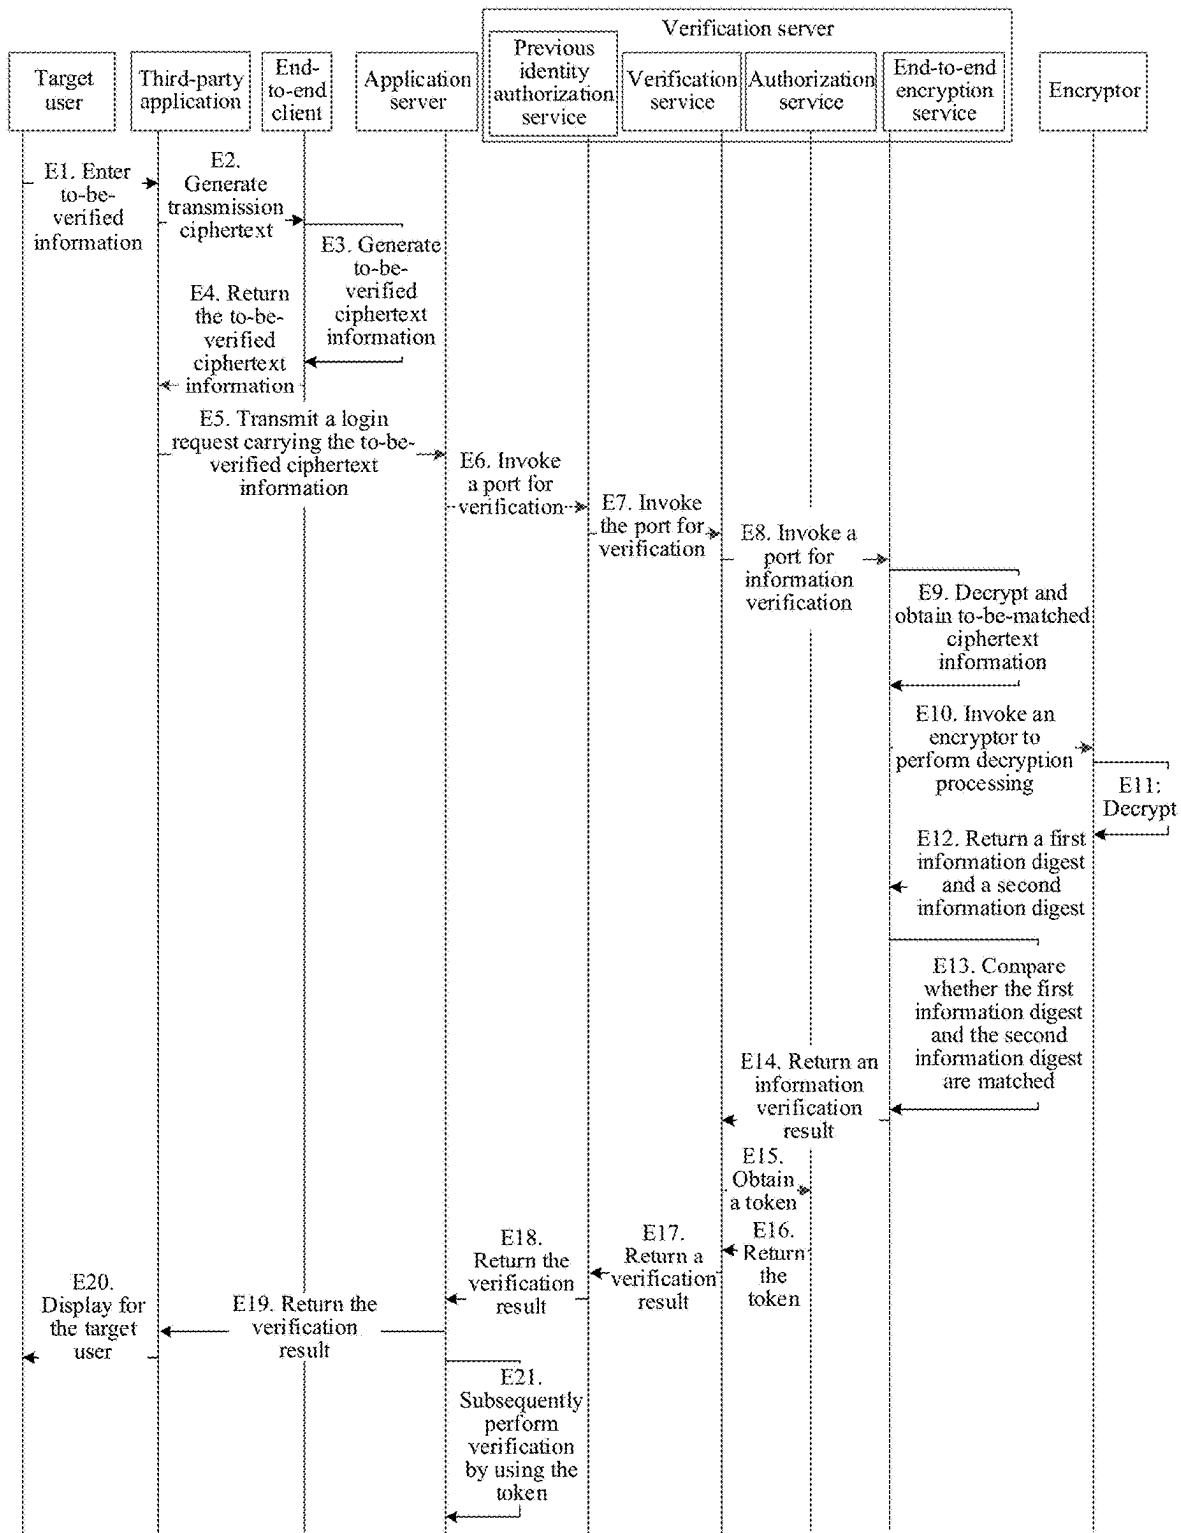 Verification server
Target
user
Third-party
application
End-
to-end
client
Application
server
Previous
identity
authorization
service
Verification
service
Authorization
service
End-to-end
encryption
service
Encryptor
E1. Enter
to-be-
verified
information
E2.
Generate
transmission
ciphertext
E3. Generate
to-be-
verified
ciphertext
information
E4. Return
the to-be-
verified
ciphertext
information
E5. Transmit a login
request carrying the to-be-
verified ciphertext
information
E6. Invoke
a port for
verification
E7. Invoke
the port for
verification
E8. Invoke a
port for
information
verification
E9. Decrypt and
obtain to-be-matched
ciphertext
information
E10. Invoke an
encryptor to
perform decryption
processing
E11:
Decrypt
E12. Return a first
information digest
and a second
information digest
E13. Compare
whether the first
information digest
and the second
information digest
are matched
E14. Return an
information
verification
result
E15.
Obtain
a token
E16.
Return
the
token
E17.
Return a
verification
result
E18.
Return the
verification
result
E19. Return the
verification
result
E20.
Display for
the target
user
E21.
Subsequently
perform
verification
by using the
token